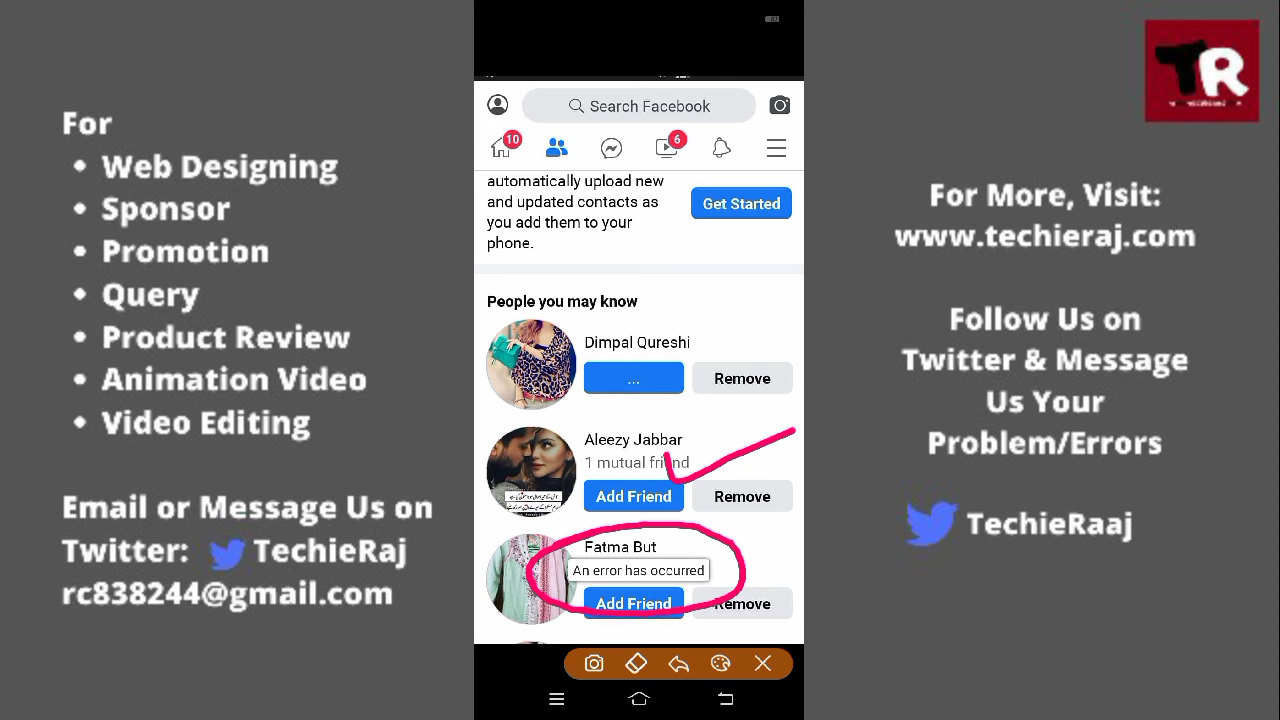 For
• Web Designing
• Sponsor
• Promotion
• Query
• Product Review
• Animation Video
• Video Editing
Email or Message Us on
Twitter: TechieRaj
rc838244@gmail.com
Search Facebook
10
6
automatically upload new
and updated contacts as
you add them to your
phone.
Get Started
People you may know
Dimpal Qureshi
...
Remove
Aleezy Jabbar
1 mutual friend
Add Friend
Remove
Fatma But
An error has occurred
Add Friend
Remove
TR
For More, Visit:
www.techieraj.com
Follow Us on
Twitter & Message
Us Your
Problem/Errors
TechieRaaj